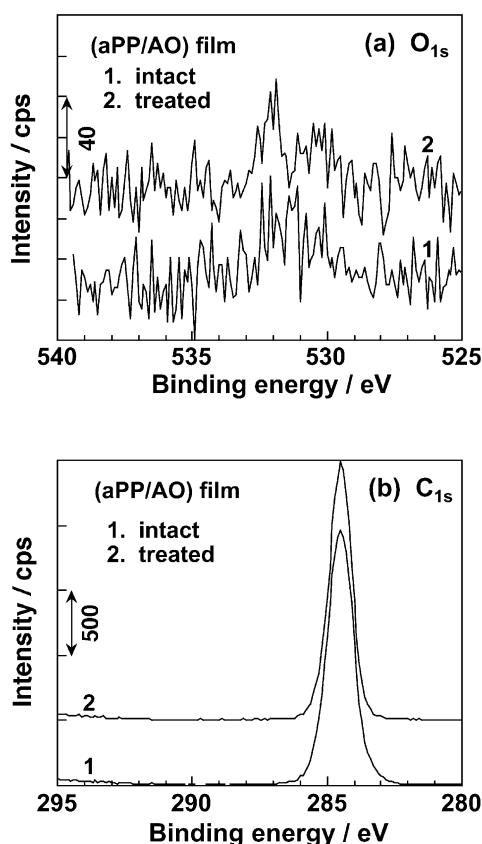 (aPP/AO) film
(a) O1s
1. intact
2. treated
40
2
1
Intensity / cps
540 535 530 525
Binding energy / eV
(aPP/AO) film
(b) C1s
1. intact
2. treated
500
2
1
Intensity / cps
295 290 285 280
Binding energy / eV